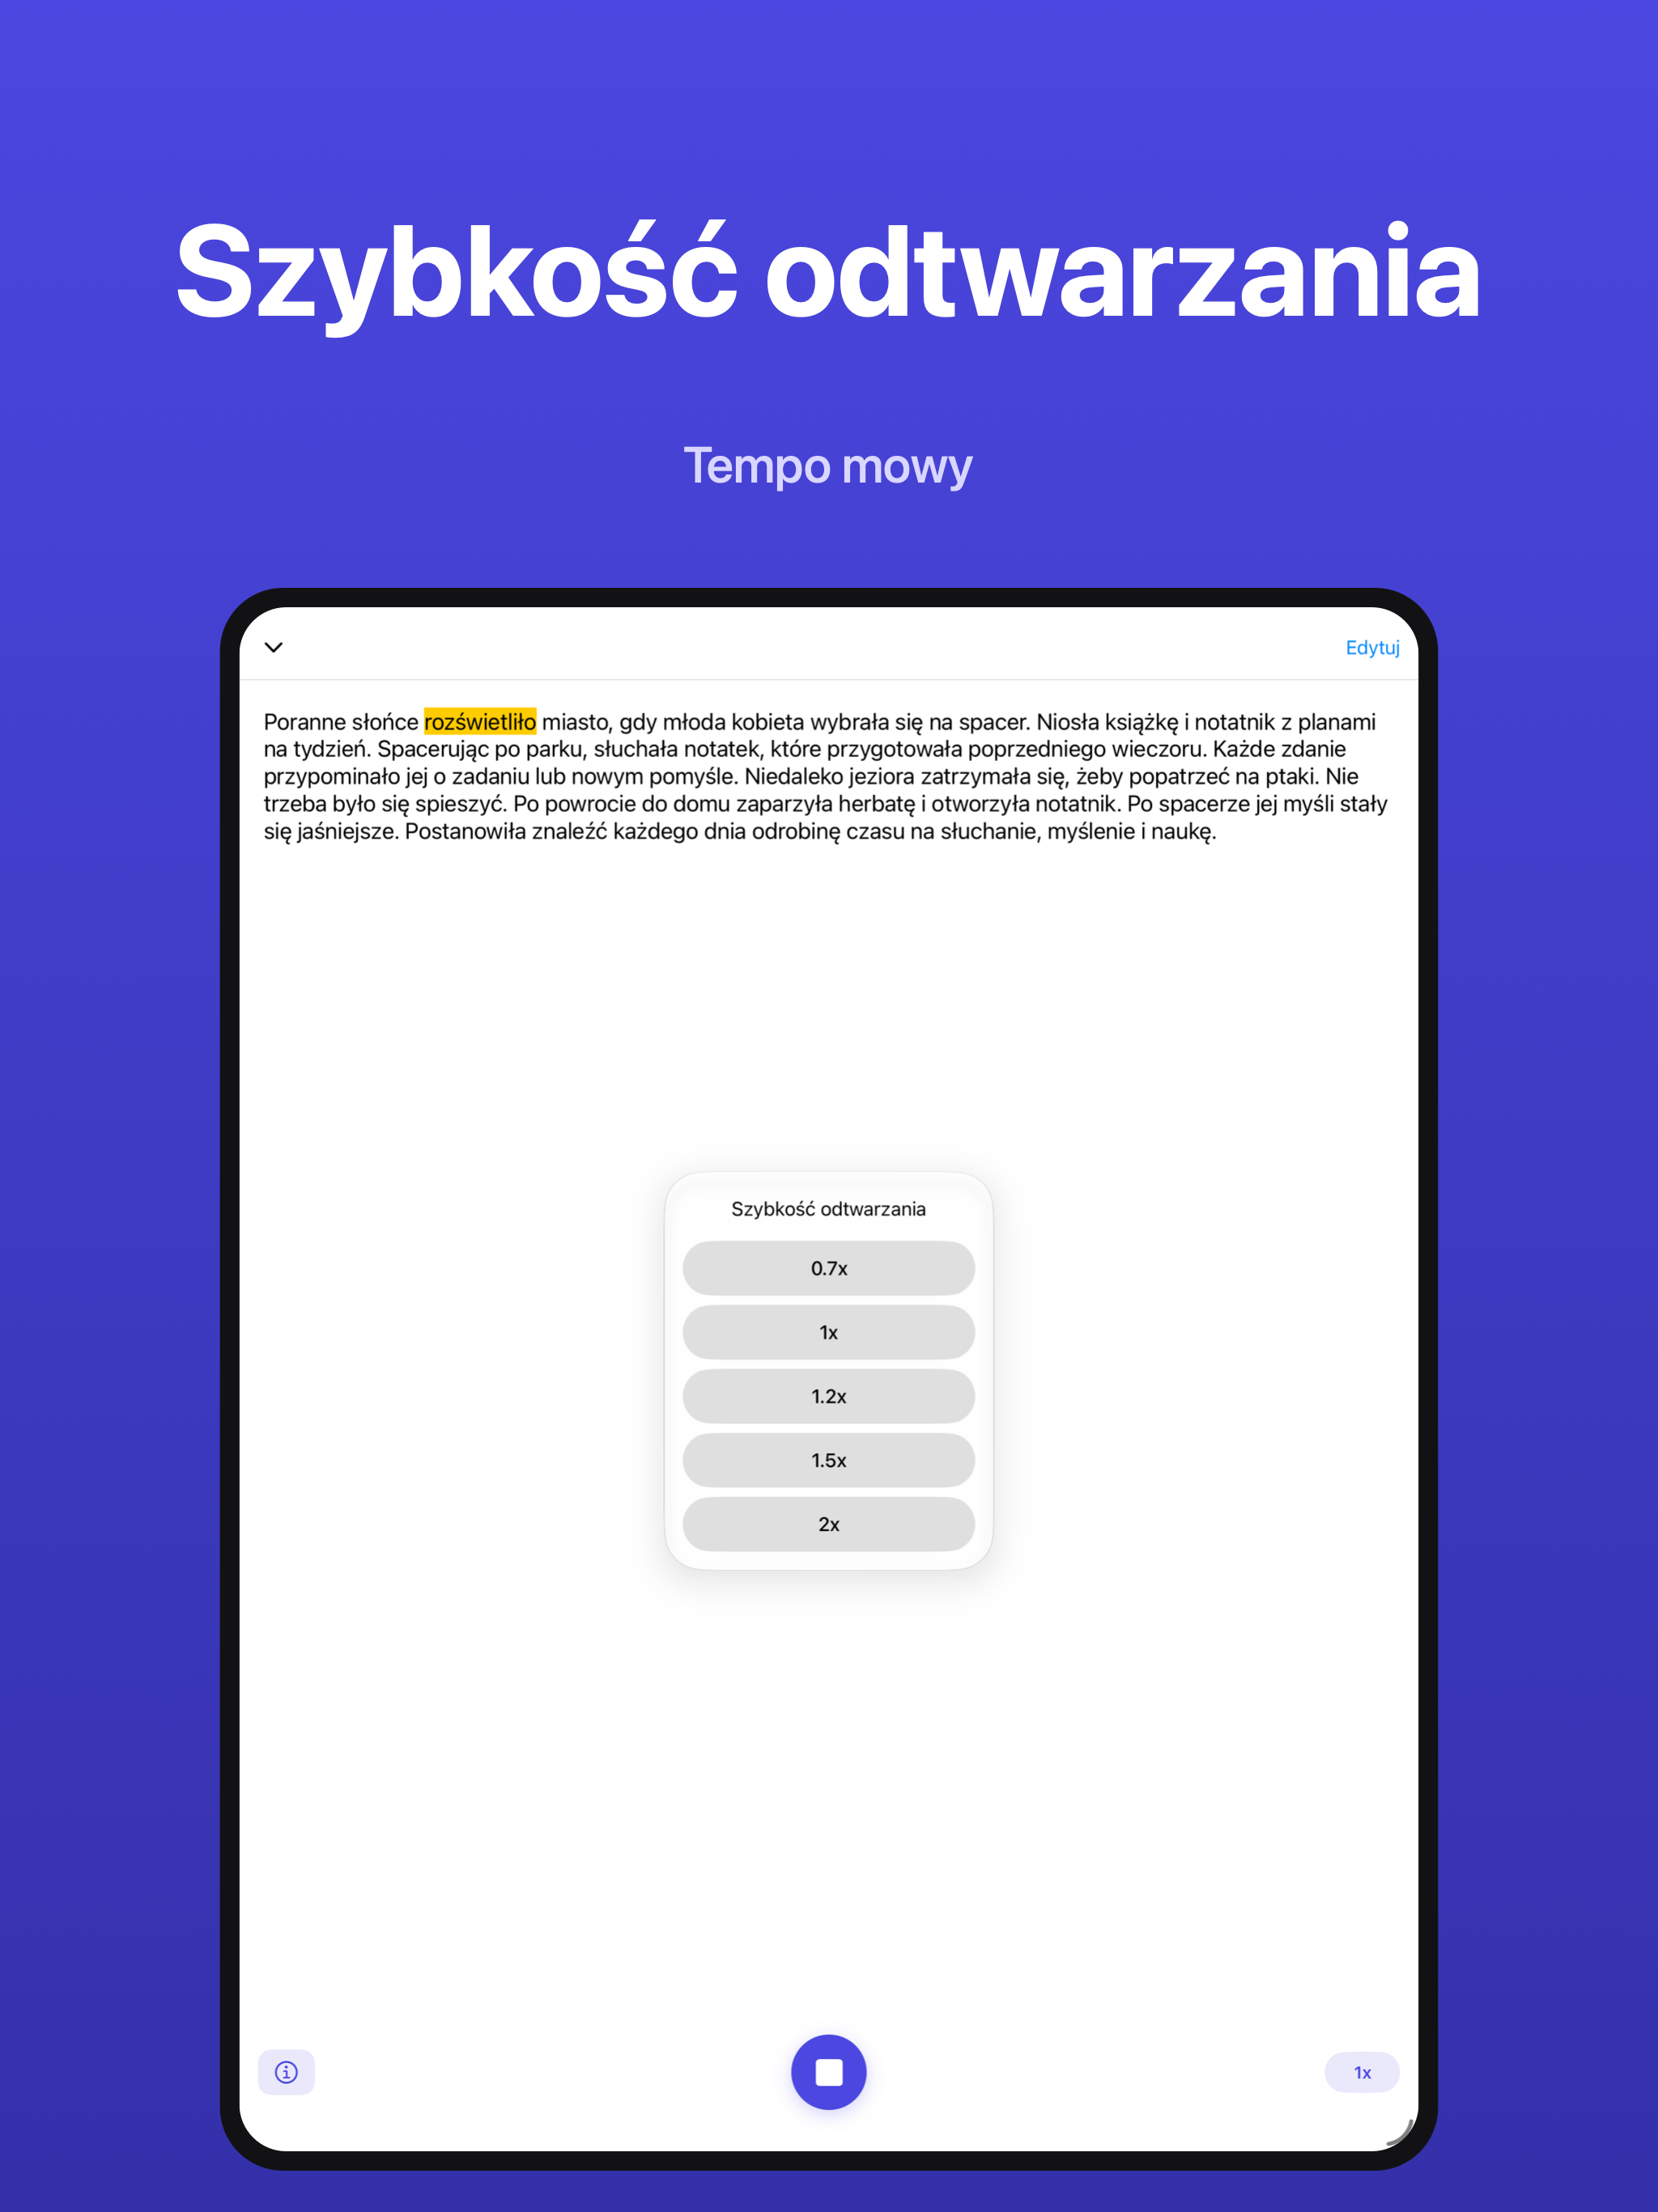 Szybkość odtwarzania
Tempo mowy
Edytuj
Poranne słońce rozświetliło miasto, gdy młoda kobieta wybrała się na spacer. Niosła książkę i notatnik z planami
na tydzień. Spacerując po parku, słuchała notatek, które przygotowała poprzedniego wieczoru. Każde zdanie
przypominało jej o zadaniu lub nowym pomyśle. Niedaleko jeziora zatrzymała się, żeby popatrzeć na ptaki. Nie
trzeba było się spieszyć. Po powrocie do domu zaparzyła herbatę i otworzyła notatnik. Po spacerze jej myśli stały
się jaśniejsze. Postanowiła znaleźć każdego dnia odrobinę czasu na słuchanie, myślenie i naukę.
Szybkość odtwarzania
0.7x
1x
1.2x
1.5x
2x
1x